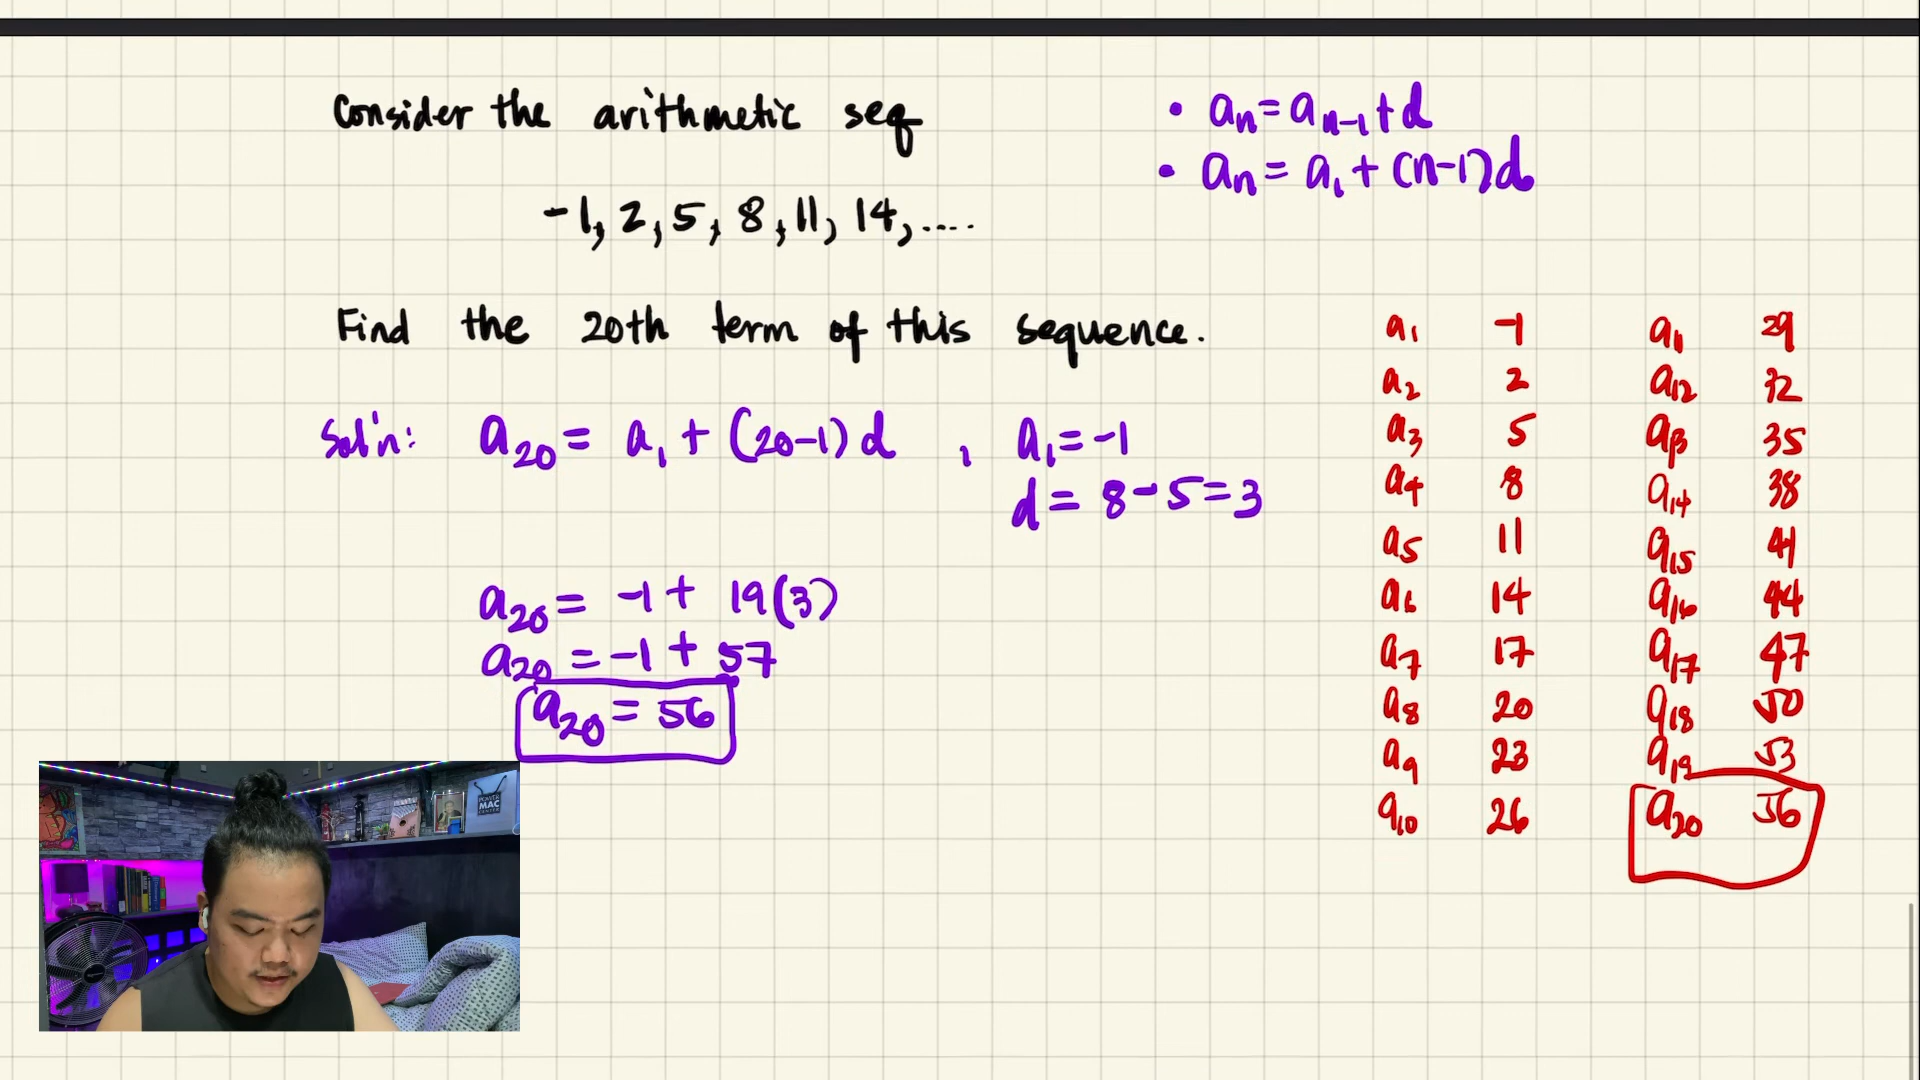 Consider the arithmetic seq
-1, 2, 5, 8, 11, 14, ....
Find the 20th term of this sequence.
• aₙ = aₙ₋₁ + d
• aₙ = a₁ + (n-1)d
Sol'n: a₂₀ = a₁ + (20-1)d , a₁ = -1
d = 8 - 5 = 3
a₂₀ = -1 + 19(3)
a₂₀ = -1 + 57
a₂₀ = 56
a₁ -1
a₂ 2
a₃ 5
a₄ 8
a₅ 11
a₆ 14
a₇ 17
a₈ 20
a₉ 23
a₁₀ 26
a₁₁ 29
a₁₂ 32
a₁₃ 35
a₁₄ 38
a₁₅ 41
a₁₆ 44
a₁₇ 47
a₁₈ 50
a₁₉ 53
a₂₀ 56
POWER
MAC
CENTER